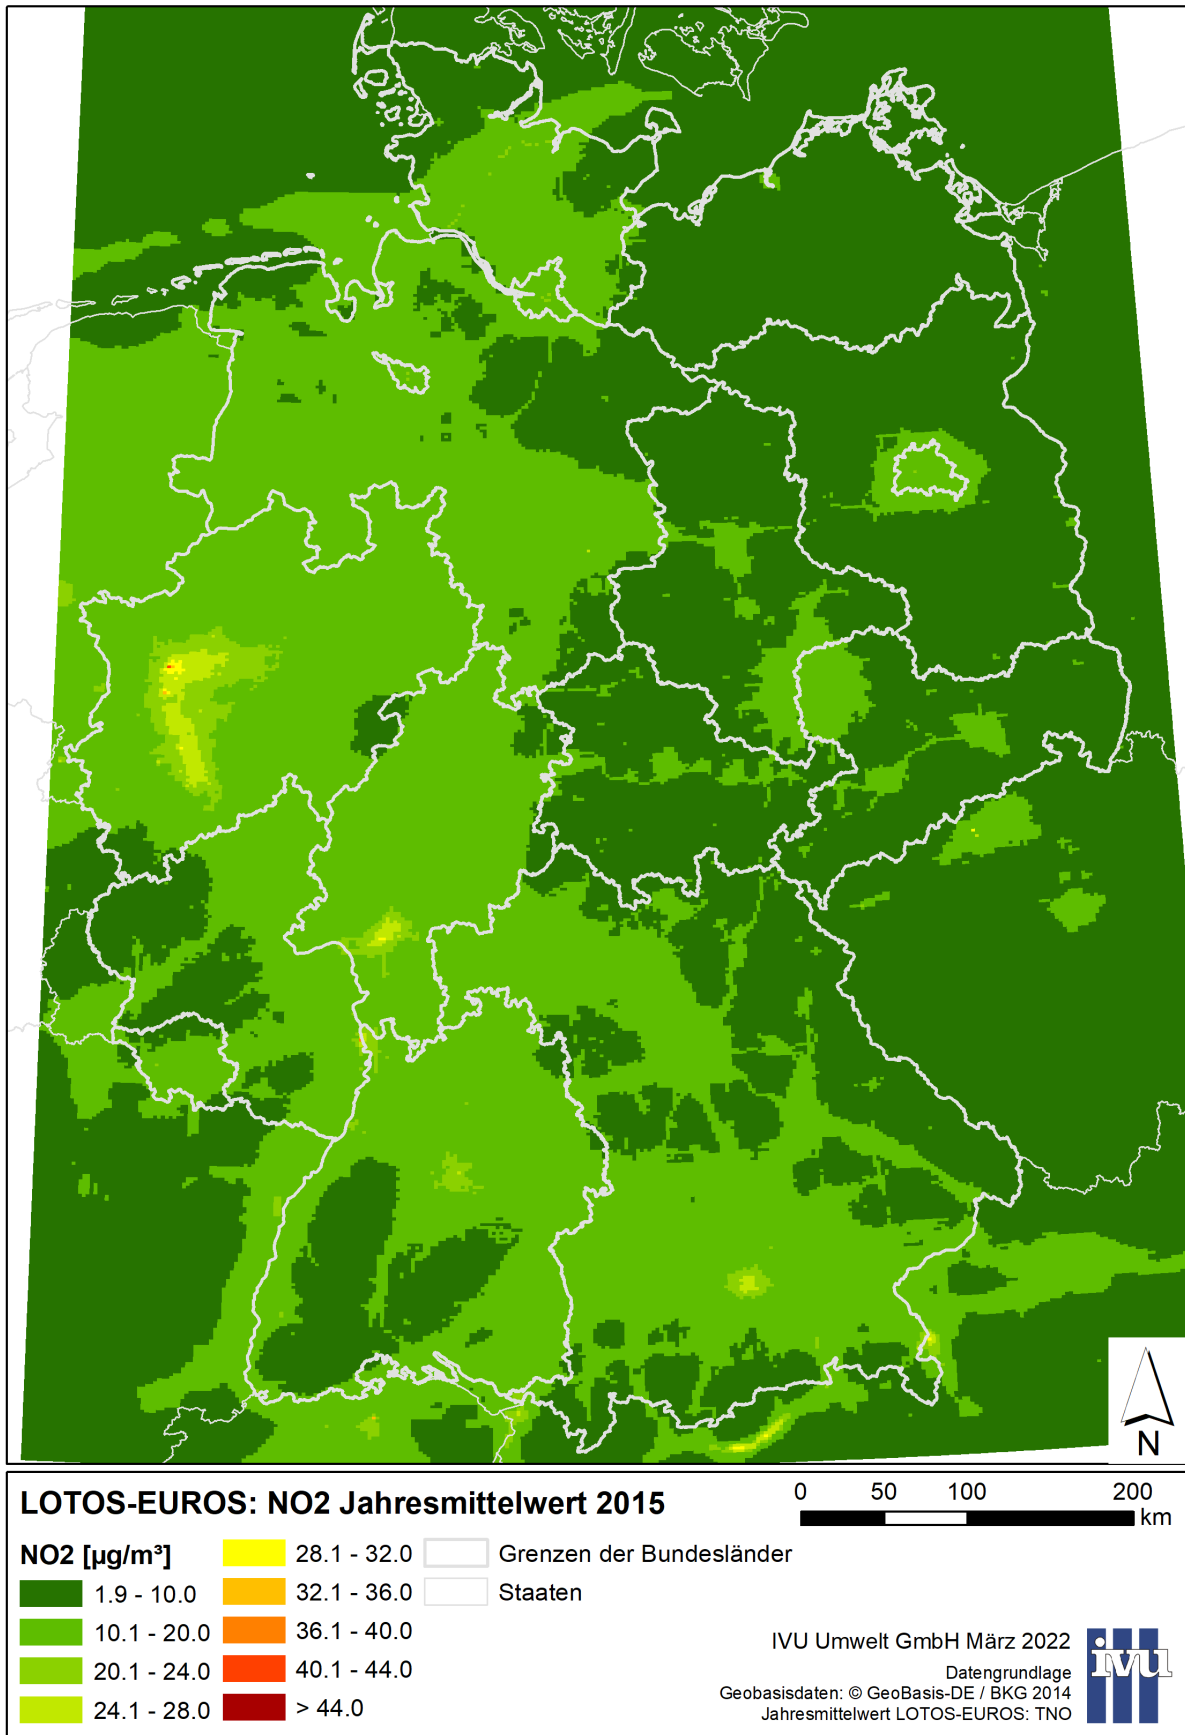 N
LOTOS-EUROS: NO2 Jahresmittelwert 2015
0 50 100 200
km
NO2 [µg/m³]
1.9 - 10.0
10.1 - 20.0
20.1 - 24.0
24.1 - 28.0
28.1 - 32.0
32.1 - 36.0
36.1 - 40.0
40.1 - 44.0
> 44.0
Grenzen der Bundesländer
Staaten
IVU Umwelt GmbH März 2022
Datengrundlage
Geobasisdaten: © GeoBasis-DE / BKG 2014
Jahresmittelwert LOTOS-EUROS: TNO
ivu